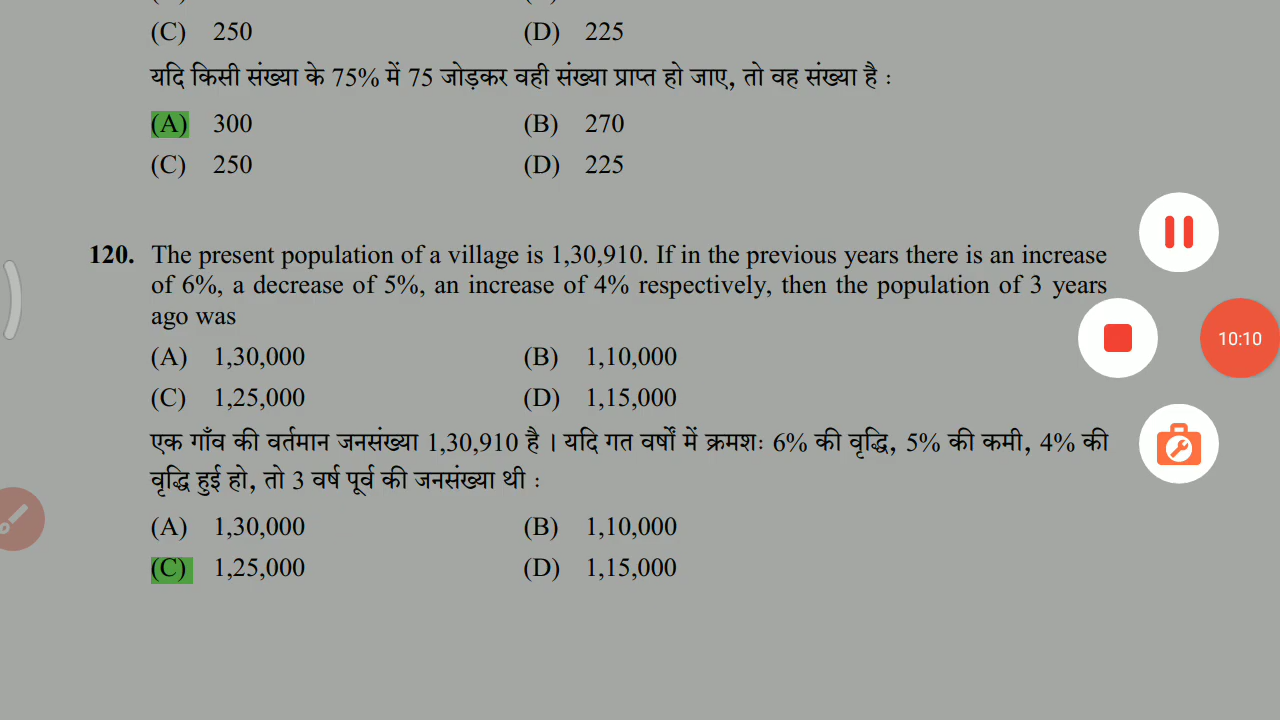 (C) 250 (D) 225
यदि किसी संख्या के 75% में 75 जोड़कर वही संख्या प्राप्त हो जाए, तो वह संख्या है :
(A) 300 (B) 270
(C) 250 (D) 225
120. The present population of a village is 1,30,910. If in the previous years there is an increase
of 6%, a decrease of 5%, an increase of 4% respectively, then the population of 3 years
ago was
(A) 1,30,000 (B) 1,10,000
(C) 1,25,000 (D) 1,15,000
एक गाँव की वर्तमान जनसंख्या 1,30,910 है । यदि गत वर्षों में क्रमशः 6% की वृद्धि, 5% की कमी, 4% की
वृद्धि हुई हो, तो 3 वर्ष पूर्व की जनसंख्या थी :
(A) 1,30,000 (B) 1,10,000
(C) 1,25,000 (D) 1,15,000
10:10